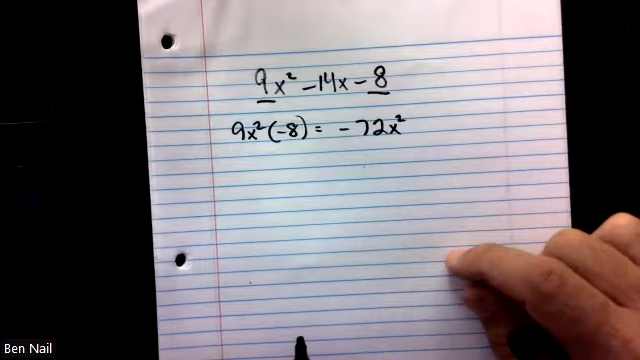 9x² - 14x - 8
9x²(-8) = - 72x²
Ben Nail